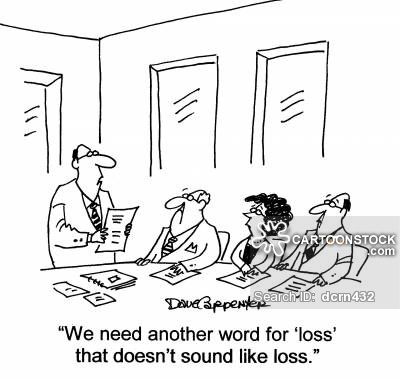 CARTOONSTOCK
.com
Search ID: dcrn432
Dave Carpenter
“We need another word for ‘loss’
that doesn’t sound like loss.”